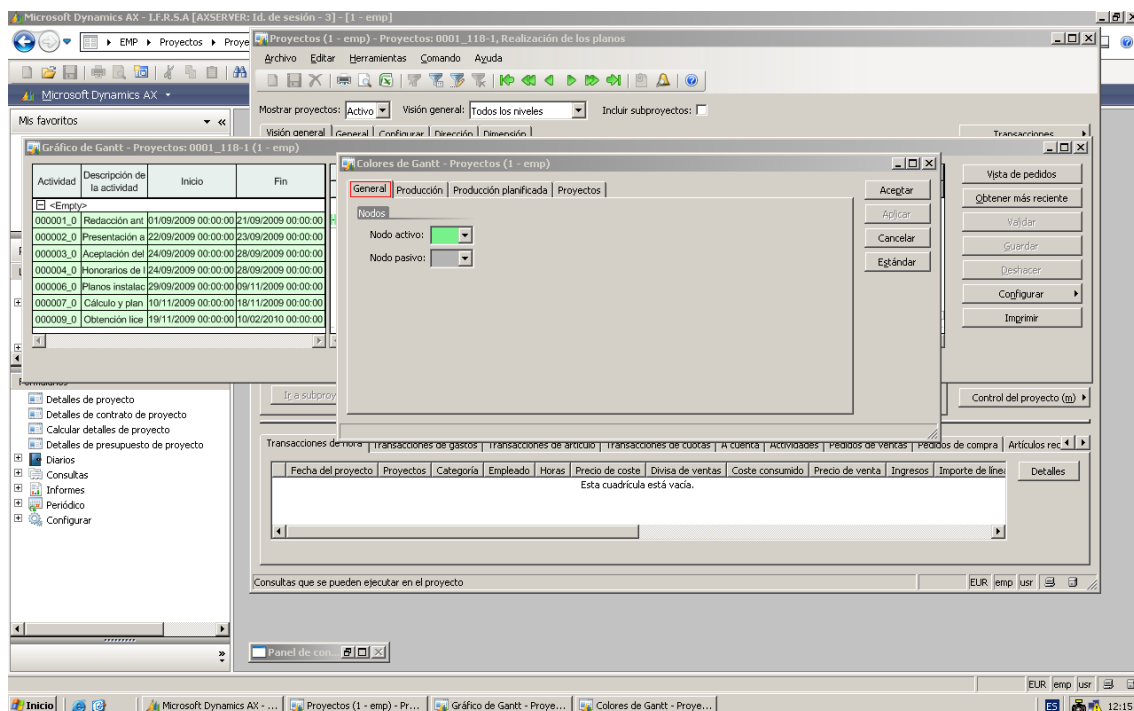 Microsoft Dynamics AX - I.F.R.S.A [AXSERVER: Id. de sesión - 3] - [1 - emp]
EMP Proyectos Proye
Microsoft Dynamics AX
Mis favoritos
Proyectos (1 - emp) - Proyectos: 0001_118-1, Realización de los planos
Archivo Editar Herramientas Comando Ayuda
Mostrar proyectos: Activo Visión general: Todos los niveles Incluir subproyectos:
Visión general General Configurar Dirección Dimensión
Transacciones
Gráfico de Gantt - Proyectos: 0001_118-1 (1 - emp)
Actividad Descripción de la actividad Inicio Fin
<Empty>
000001_0 Redacción ant 01/09/2009 00:00:00 21/09/2009 00:00:00
000002_0 Presentación a 22/09/2009 00:00:00 23/09/2009 00:00:00
000003_0 Aceptación del 24/09/2009 00:00:00 28/09/2009 00:00:00
000004_0 Honorarios de l 24/09/2009 00:00:00 28/09/2009 00:00:00
000006_0 Planos instalac 29/09/2009 00:00:00 09/11/2009 00:00:00
000007_0 Cálculo y plan 10/11/2009 00:00:00 18/11/2009 00:00:00
000009_0 Obtención lice 19/11/2009 00:00:00 10/02/2010 00:00:00
Colores de Gantt - Proyectos (1 - emp)
General Producción Producción planificada Proyectos
Nodos
Nodo activo:
Nodo pasivo:
Aceptar
Aplicar
Cancelar
Estándar
Vista de pedidos
Obtener más reciente
Validar
Guardar
Deshacer
Configurar
Imprimir
Ir a subproy
Control del proyecto (m)
Formularios
Detalles de proyecto
Detalles de contrato de proyecto
Calcular detalles de proyecto
Detalles de presupuesto de proyecto
Diarios
Consultas
Informes
Periódico
Configurar
Transacciones de hora Transacciones de gastos Transacciones de artículo Transacciones de cuotas A cuenta Actividades Pedidos de ventas Pedidos de compra Artículos rec
Fecha del proyecto Proyectos Categoría Empleado Horas Precio de coste Divisa de ventas Coste consumido Precio de venta Ingresos Importe de línea
Detalles
Esta cuadrícula está vacía.
Consultas que se pueden ejecutar en el proyecto
EUR emp usr
Panel de con...
EUR emp usr
Inicio
Microsoft Dynamics AX - ...
Proyectos (1 - emp) - Pr...
Gráfico de Gantt - Proye...
Colores de Gantt - Proye...
ES
12:15